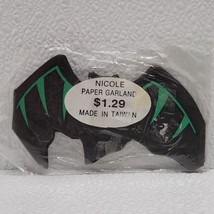 NICOLE
PAPER GARLAND
$1.29
MADE IN TAIWAN